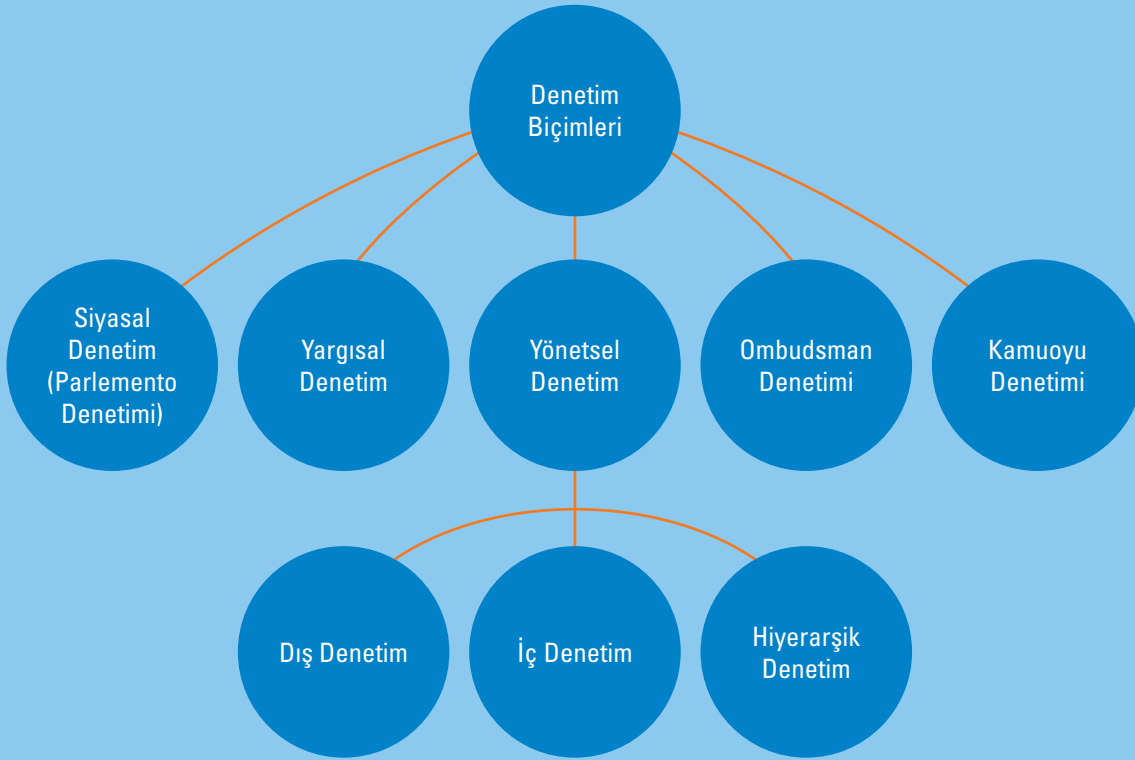 Denetim
Biçimleri
Siyasal
Denetim
(Parlemento
Denetimi)
Yargısal
Denetim
Yönetsel
Denetim
Ombudsman
Denetimi
Kamuoyu
Denetimi
Dış Denetim
İç Denetim
Hiyerarşik
Denetim